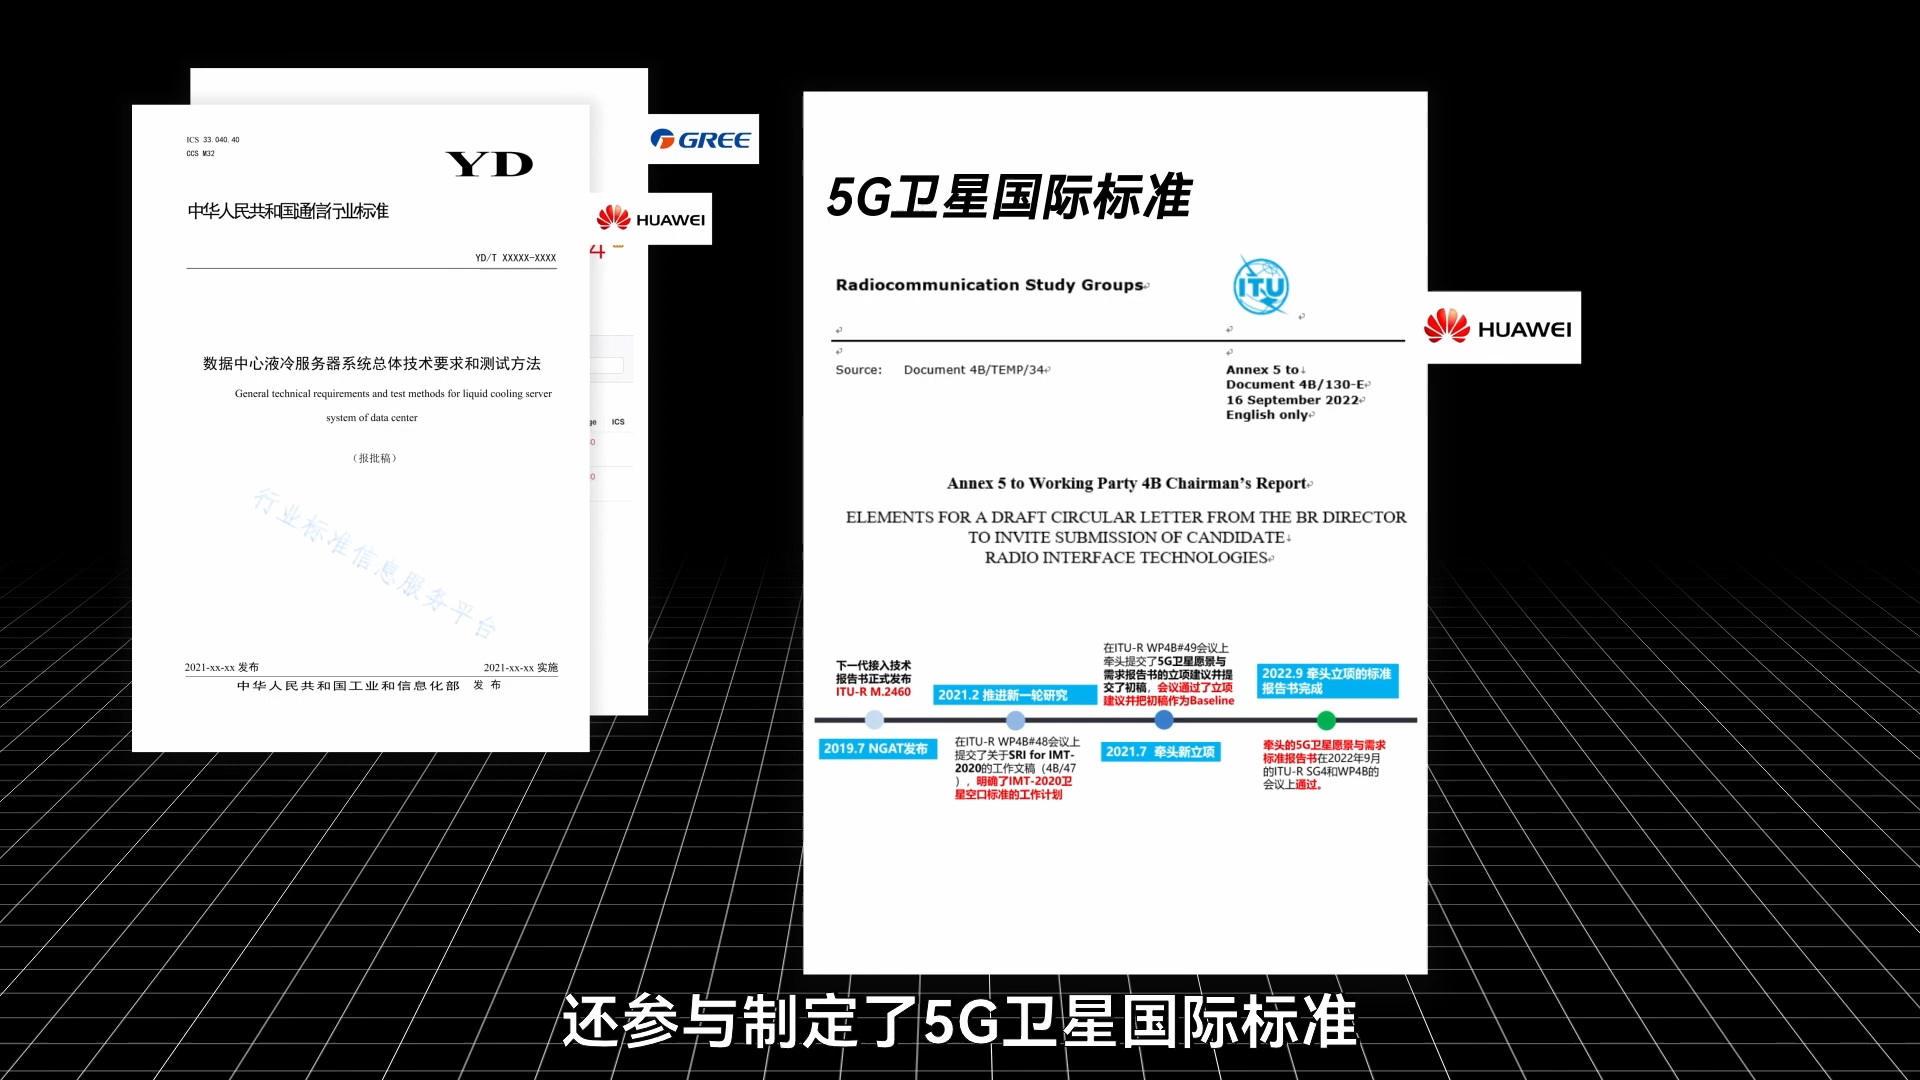 ICS 33.040.40
CCS M32
YD
中华人民共和国通信行业标准
YD/T XXXXX-XXXX
数据中心液冷服务器系统总体技术要求和测试方法
General technical requirements and test methods for liquid cooling server
system of data center
（报批稿）
行业标准信息服务平台
2021-xx-xx 发布
2021-xx-xx 实施
中华人民共和国工业和信息化部 发 布
GREE
HUAWEI
4
ge ICS
5G卫星国际标准
Radiocommunication Study Groups
ITU
Source: Document 4B/TEMP/34
Annex 5 to
Document 4B/130-E
16 September 2022
English only
HUAWEI
Annex 5 to Working Party 4B Chairman's Report
ELEMENTS FOR A DRAFT CIRCULAR LETTER FROM THE BR DIRECTOR
TO INVITE SUBMISSION OF CANDIDATE
RADIO INTERFACE TECHNOLOGIES
下一代接入技术
报告书正式发布
ITU-R M.2460
2019.7 NGAT发布
2021.2 推进新一轮研究
在ITU-R WP4B#48会议上
提交了关于SRI for IMT-
2020的工作文稿（4B/47
），明确了IMT-2020卫
星空口标准的工作计划
在ITU-R WP4B#49会议上
牵头提交了5G卫星愿景与
需求报告书的立项建议并提
交了初稿，会议通过了立项
建议并把初稿作为Baseline
2021.7 牵头新立项
2022.9 牵头立项的标准
报告书完成
牵头的5G卫星愿景与需求
标准报告书在2022年9月
的ITU-R SG4和WP4B的
会议上通过。
还参与制定了5G卫星国际标准